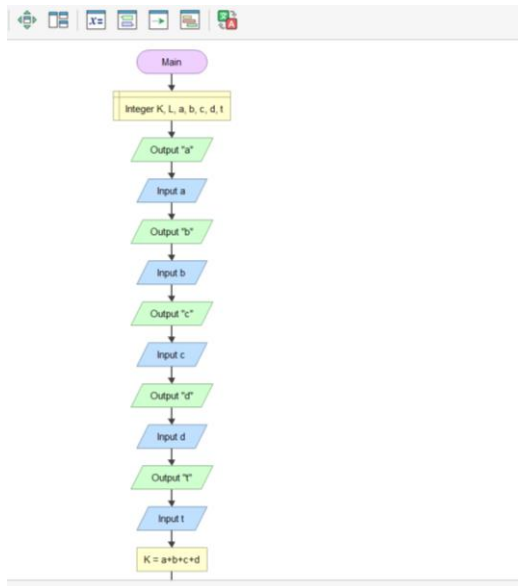 x=
Main
Integer K, L, a, b, c, d, t
Output "a"
Input a
Output "b"
Input b
Output "c"
Input c
Output "d"
Input d
Output "t"
Input t
K = a+b+c+d